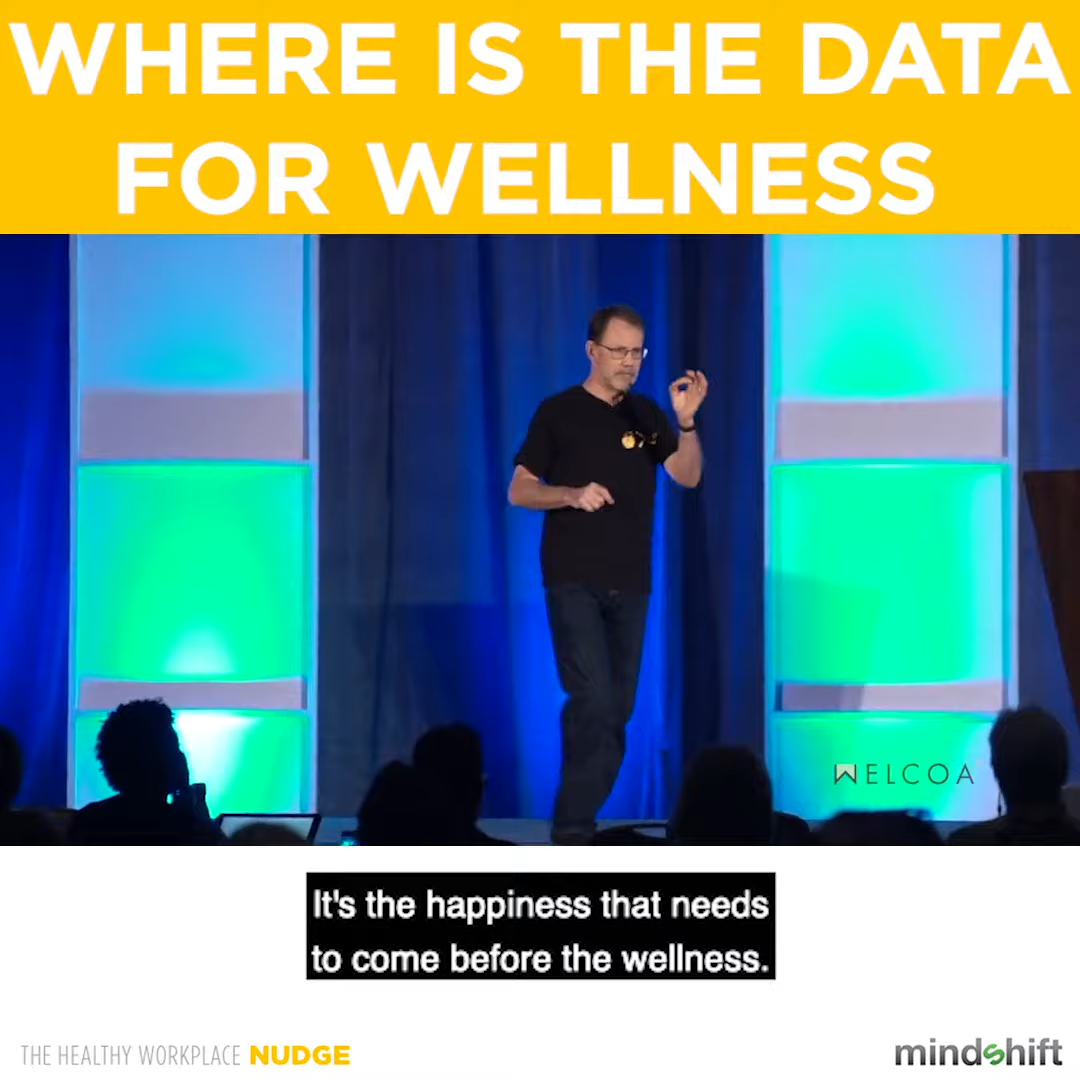 WHERE IS THE DATA
FOR WELLNESS
WELCOA
It's the happiness that needs
to come before the wellness.
THE HEALTHY WORKPLACE NUDGE
mindshift